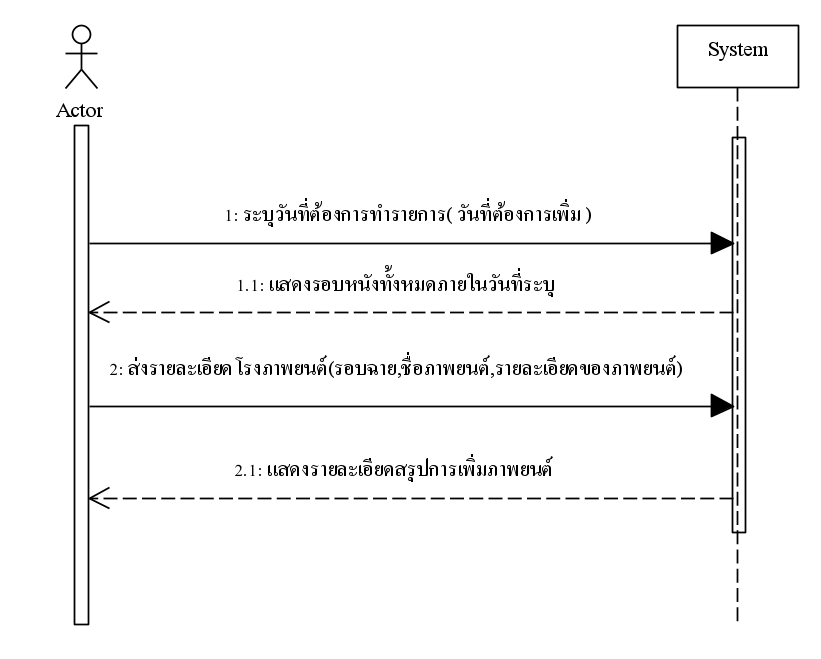 System
Actor
1: ระบุวันที่ต้องการทำรายการ( วันที่ต้องการเพิ่ม )
1.1: แสดงรอบหนังทั้งหมดภายในวันที่ระบุ
2: ส่งรายละเอียด โรงภาพยนต์(รอบฉาย,ชื่อภาพยนต์,รายละเอียดของภาพยนต์)
2.1: แสดงรายละเอียดสรุปการเพิ่มภาพยนต์